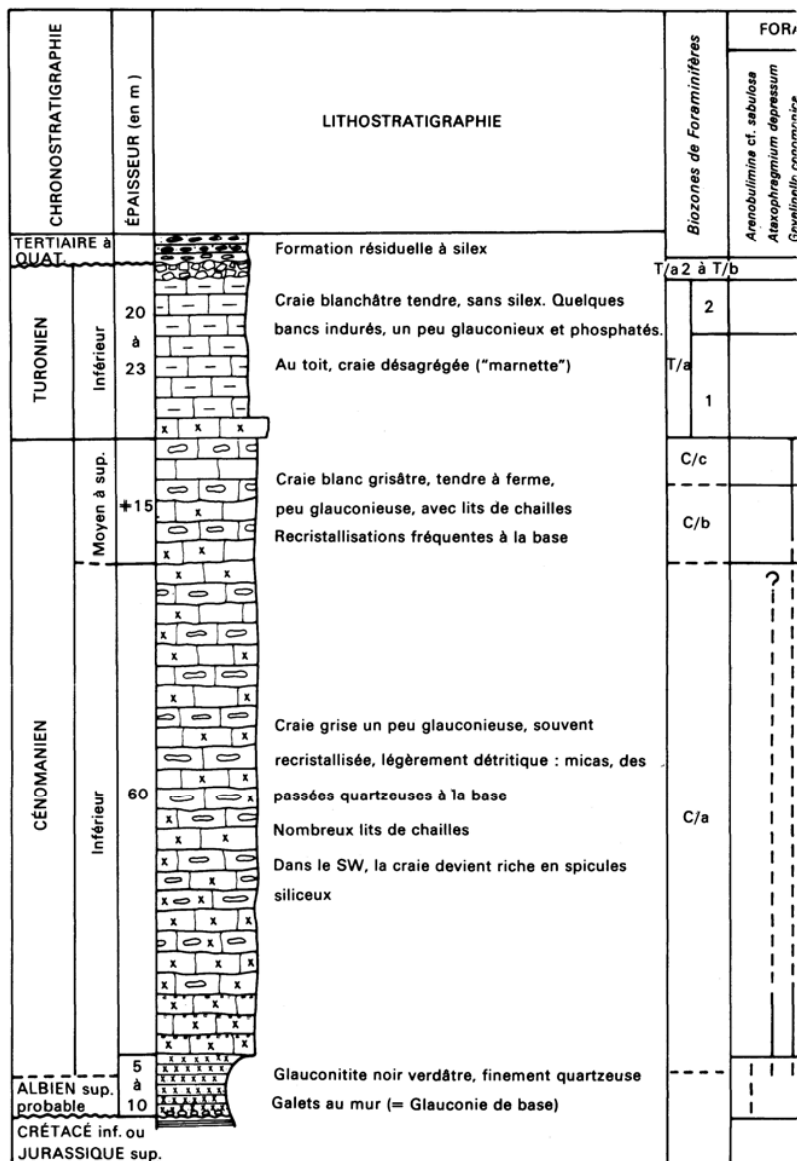 CHRONOSTRATIGRAPHIE
ÉPAISSEUR (en m)
LITHOSTRATIGRAPHIE
Biozones de Foraminifères
FORA
Arenobulimina cf. sabulosa
Ataxophragmium depressum
TERTIAIRE à
QUAT.
Formation résiduelle à silex
T/a2 à T/b
TURONIEN
Inférieur
20
à
23
Craie blanchâtre tendre, sans silex. Quelques
bancs indurés, un peu glauconieux et phosphatés.
Au toit, craie désagrégée ("marnette")
T/a
2
1
CÉNOMANIEN
Moyen à sup.
+15
Craie blanc grisâtre, tendre à ferme,
peu glauconieuse, avec lits de chailles
Recristallisations fréquentes à la base
C/c
C/b
Inférieur
60
Craie grise un peu glauconieuse, souvent
recristallisée, légèrement détritique : micas, des
passées quartzeuses à la base
Nombreux lits de chailles
Dans le SW, la craie devient riche en spicules
siliceux
C/a
?
ALBIEN sup.
probable
5
à
10
Glauconitite noir verdâtre, finement quartzeuse
Galets au mur (= Glauconie de base)
CRÉTACÉ inf. ou
JURASSIQUE sup.